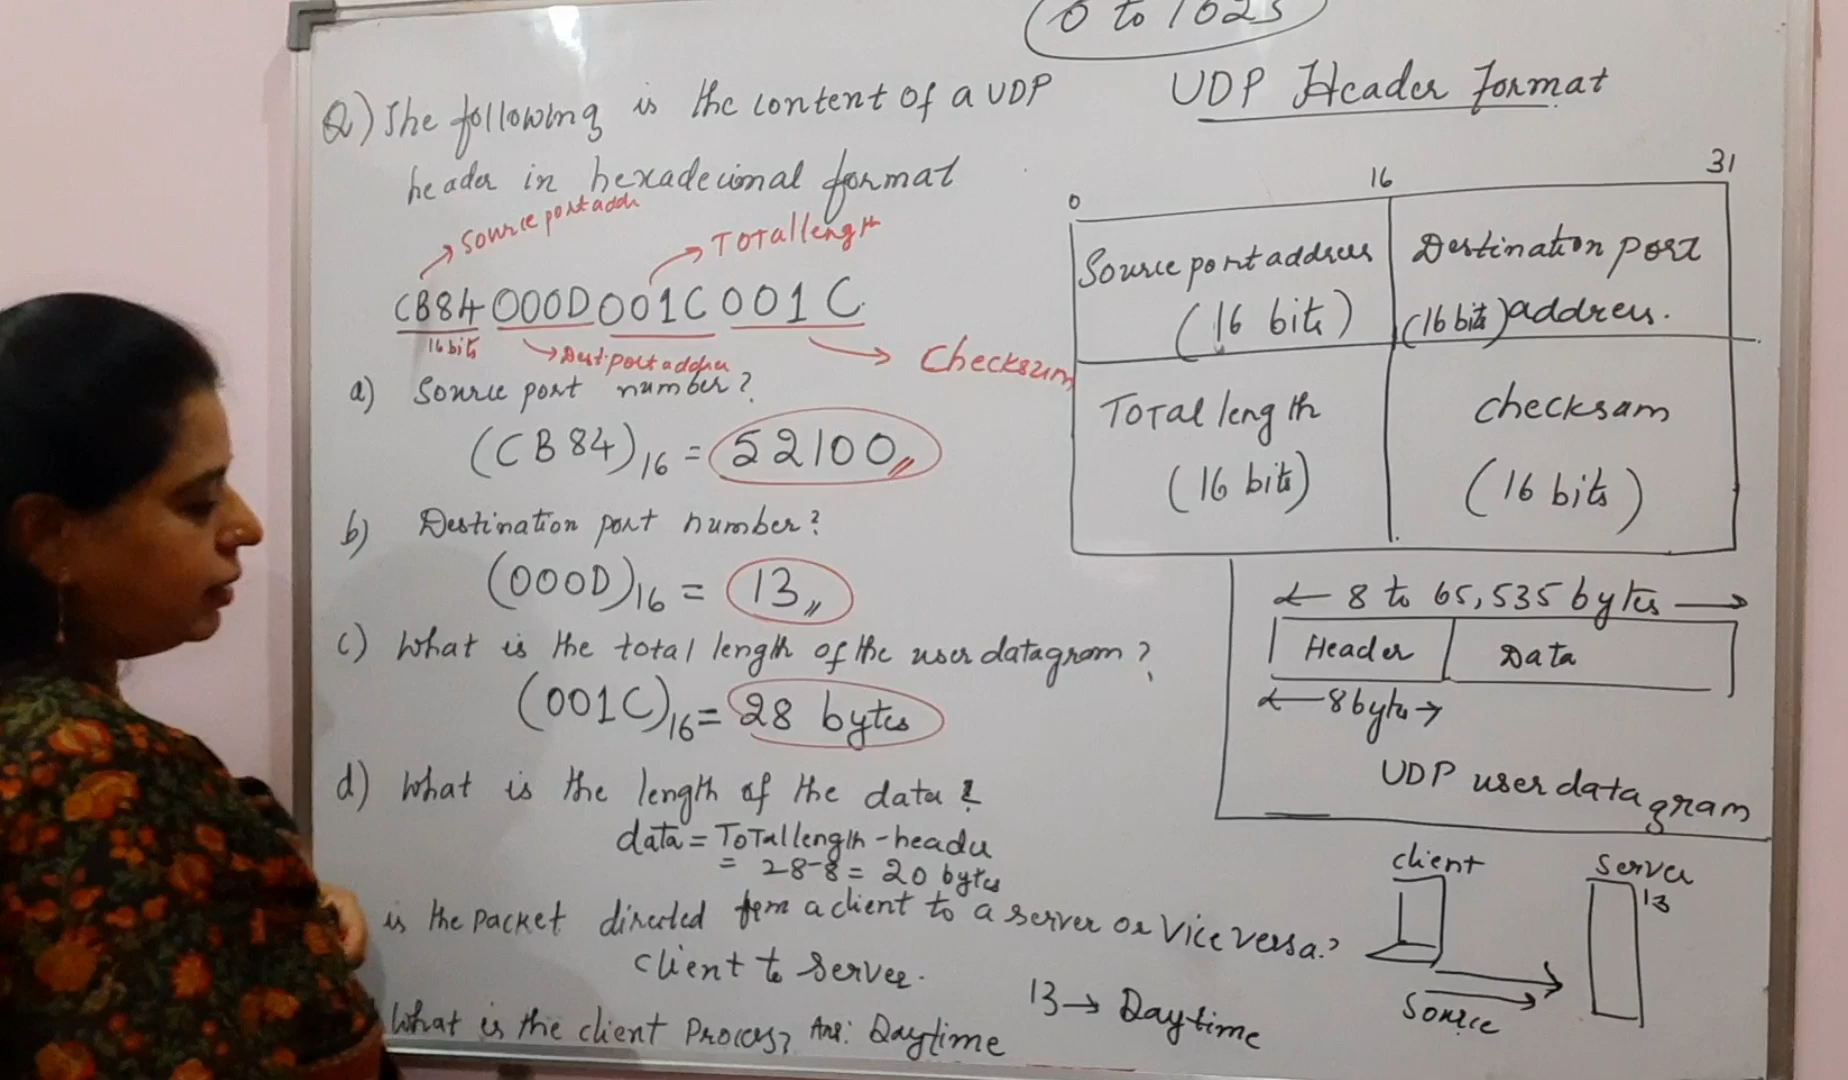 0 to 1023
Q) The following is the content of a UDP
header in hexadecimal format
Source port addr
Total length
CB84 000D 001C 001C
16 bits
Dest. port addres
Checksum
a) Source port number?
(CB84)16 = 52100
b) Destination port number?
(000D)16 = 13
c) What is the total length of the user datagram?
(001C)16 = 28 bytes
d) What is the length of the data?
data = Total length - header
= 28-8 = 20 bytes
is the packet directed from a client to a server or vice versa?
client to server.
What is the client process? Ans: Daytime
13 → Daytime
UDP Header Format
0 16 31
Source port address
(16 bits)
Destination port
(16 bits) address.
Total length
(16 bits)
checksum
(16 bits)
8 to 65,535 bytes
Header Data
8 bytes
UDP user datagram
client
Server
13
Source